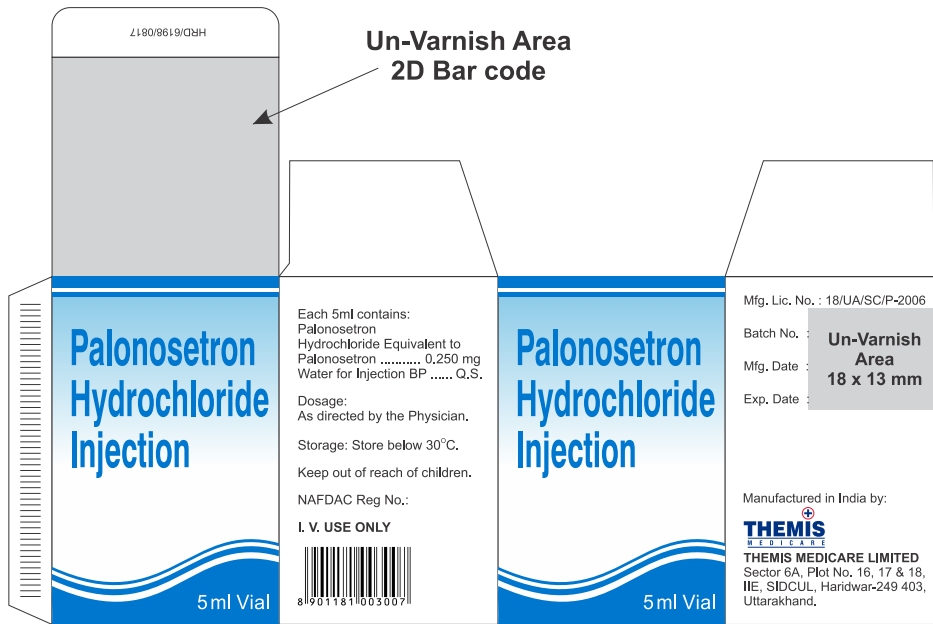 HRD/6198/0817
Un-Varnish Area
2D Bar code
Palonosetron
Hydrochloride
Injection
5ml Vial
Each 5ml contains:
Palonosetron
Hydrochloride Equivalent to
Palonosetron ........... 0.250 mg
Water for Injection BP ...... Q.S.
Dosage:
As directed by the Physician.
Storage: Store below 30°C.
Keep out of reach of children.
NAFDAC Reg No.:
I. V. USE ONLY
8 901181 003007
Palonosetron
Hydrochloride
Injection
5ml Vial
Mfg. Lic. No. : 18/UA/SC/P-2006
Batch No. :
Mfg. Date :
Exp. Date :
Un-Varnish
Area
18 x 13 mm
Manufactured in India by:
THEMIS
MEDICARE
THEMIS MEDICARE LIMITED
Sector 6A, Plot No. 16, 17 & 18,
IIE, SIDCUL, Haridwar-249 403,
Uttarakhand.